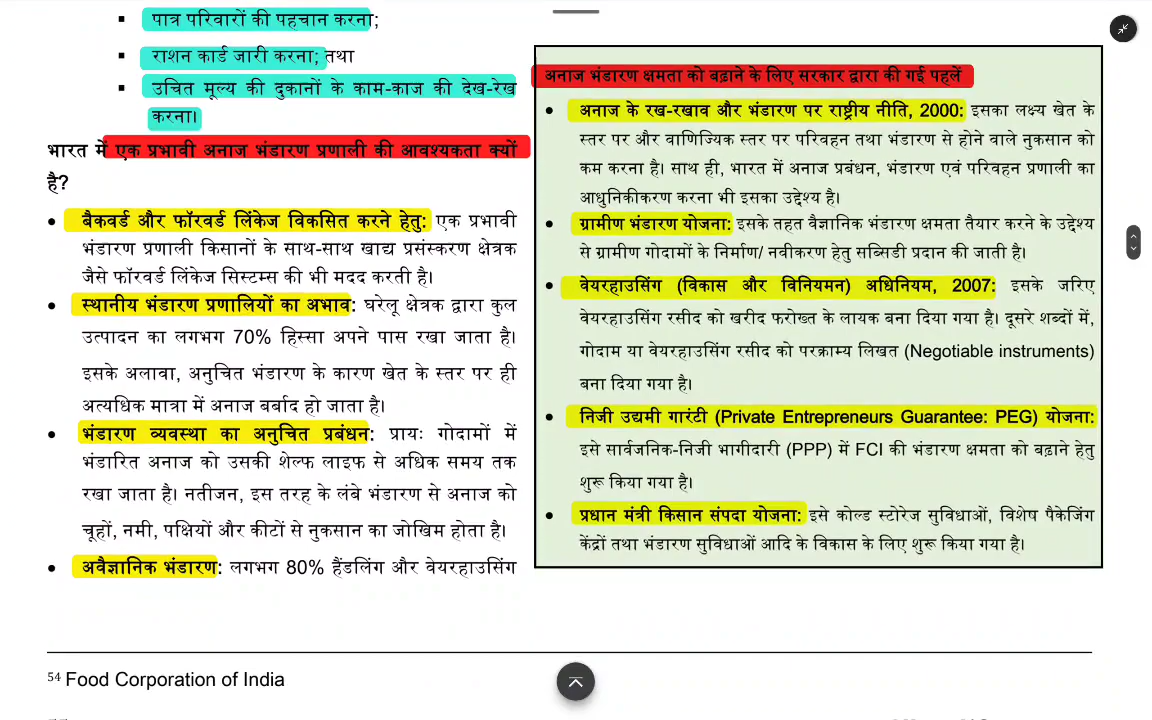 ▪ पात्र परिवारों की पहचान करना;
▪ राशन कार्ड जारी करना; तथा
▪ उचित मूल्य की दुकानों के काम-काज की देख-रेख
करना।
भारत में एक प्रभावी अनाज भंडारण प्रणाली की आवश्यकता क्यों
है?
• बैकवर्ड और फॉरवर्ड लिंकेज विकसित करने हेतु: एक प्रभावी
भंडारण प्रणाली किसानों के साथ-साथ खाद्य प्रसंस्करण क्षेत्रक
जैसे फॉरवर्ड लिंकेज सिस्टम्स की भी मदद करती है।
• स्थानीय भंडारण प्रणालियों का अभाव: घरेलू क्षेत्रक द्वारा कुल
उत्पादन का लगभग 70% हिस्सा अपने पास रखा जाता है।
इसके अलावा, अनुचित भंडारण के कारण खेत के स्तर पर ही
अत्यधिक मात्रा में अनाज बर्बाद हो जाता है।
• भंडारण व्यवस्था का अनुचित प्रबंधन: प्रायः गोदामों में
भंडारित अनाज को उसकी शेल्फ लाइफ से अधिक समय तक
रखा जाता है। नतीजन, इस तरह के लंबे भंडारण से अनाज को
चूहों, नमी, पक्षियों और कीटों से नुकसान का जोखिम होता है।
• अवैज्ञानिक भंडारण: लगभग 80% हैंडलिंग और वेयरहाउसिंग
अनाज भंडारण क्षमता को बढ़ाने के लिए सरकार द्वारा की गई पहलें
• अनाज के रख-रखाव और भंडारण पर राष्ट्रीय नीति, 2000: इसका लक्ष्य खेत के
स्तर पर और वाणिज्यिक स्तर पर परिवहन तथा भंडारण से होने वाले नुकसान को
कम करना है। साथ ही, भारत में अनाज प्रबंधन, भंडारण एवं परिवहन प्रणाली का
आधुनिकीकरण करना भी इसका उद्देश्य है।
• ग्रामीण भंडारण योजना: इसके तहत वैज्ञानिक भंडारण क्षमता तैयार करने के उद्देश्य
से ग्रामीण गोदामों के निर्माण/ नवीकरण हेतु सब्सिडी प्रदान की जाती है।
• वेयरहाउसिंग (विकास और विनियमन) अधिनियम, 2007: इसके जरिए
वेयरहाउसिंग रसीद को खरीद फरोख्त के लायक बना दिया गया है। दूसरे शब्दों में,
गोदाम या वेयरहाउसिंग रसीद को परक्राम्य लिखत (Negotiable instruments)
बना दिया गया है।
• निजी उद्यमी गारंटी (Private Entrepreneurs Guarantee: PEG) योजना:
इसे सार्वजनिक-निजी भागीदारी (PPP) में FCI की भंडारण क्षमता को बढ़ाने हेतु
शुरू किया गया है।
• प्रधान मंत्री किसान संपदा योजना: इसे कोल्ड स्टोरेज सुविधाओं, विशेष पैकेजिंग
केंद्रों तथा भंडारण सुविधाओं आदि के विकास के लिए शुरू किया गया है।
54 Food Corporation of India